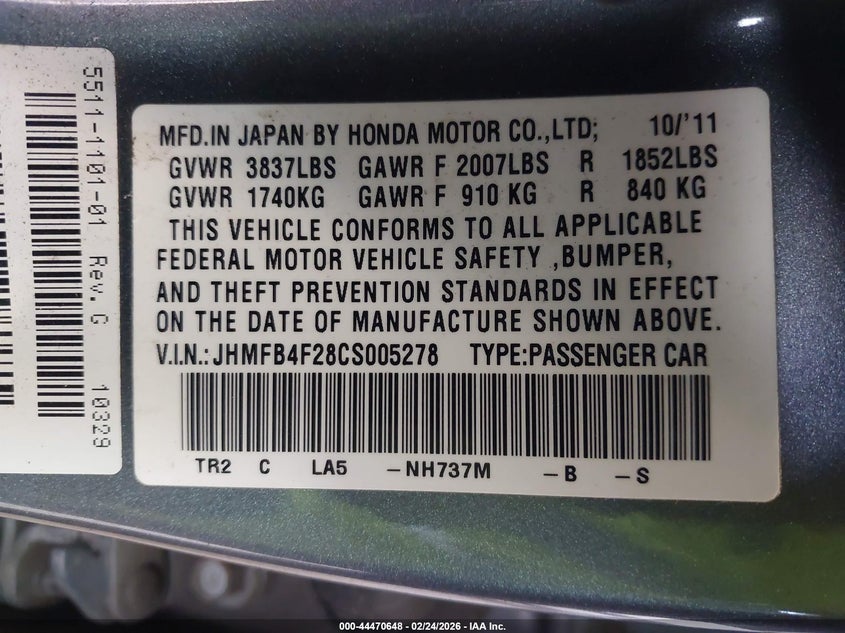 5511-1101-01 Rev.G 10329
MFD.IN JAPAN BY HONDA MOTOR CO.,LTD; 10/'11
GVWR 3837LBS GAWR F 2007LBS R 1852LBS
GVWR 1740KG GAWR F 910 KG R 840 KG
THIS VEHICLE CONFORMS TO ALL APPLICABLE
FEDERAL MOTOR VEHICLE SAFETY ,BUMPER,
AND THEFT PREVENTION STANDARDS IN EFFECT
ON THE DATE OF MANUFACTURE SHOWN ABOVE.
V.I.N.:JHMFB4F28CS005278 TYPE:PASSENGER CAR
TR2 C LA5 –NH737M –B –S
000-44470648 - 02/24/2026 - IAA Inc.